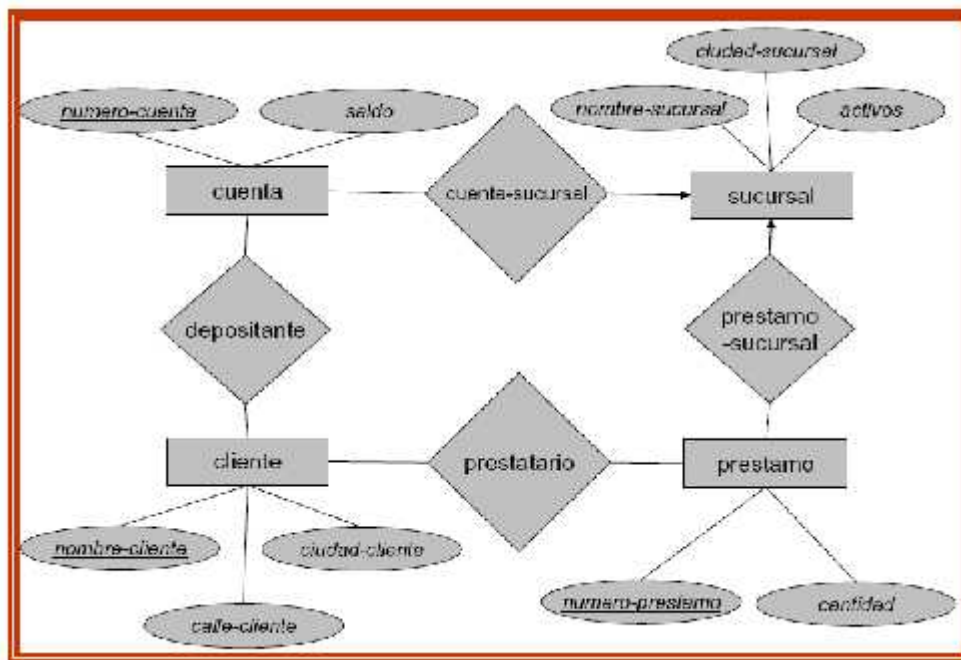 ciudad-sucursal
numero-cuenta
saldo
nombre-sucursal
activos
cuenta
cuenta-sucursal
sucursal
depositante
prestamo
-sucursal
cliente
prestatario
prestamo
nombre-cliente
ciudad-cliente
calle-cliente
numero-prestamo
cantidad